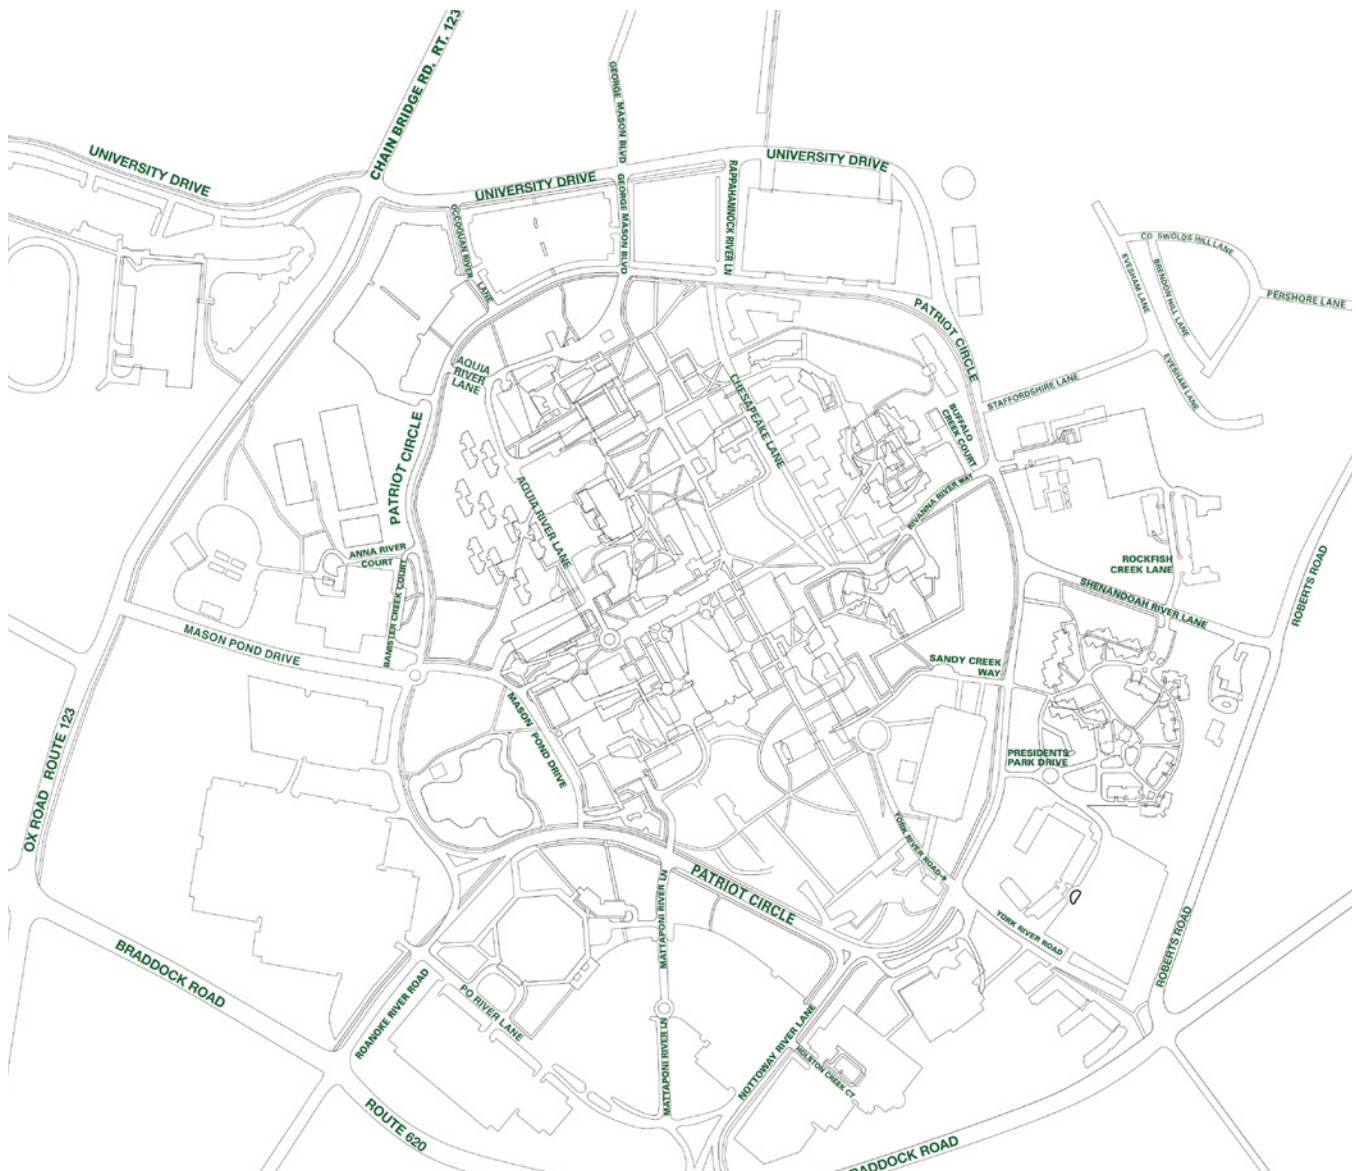 CHAIN BRIDGE RD. RT. 123
GEORGE MASON BLVD
UNIVERSITY DRIVE
UNIVERSITY DRIVE
UNIVERSITY DRIVE
GEORGE MASON BLVD
RAPPAHANNOCK RIVER LN
OCCOQUAN RIVER
LANE
CO SWOLDS HILL LANE
EVESHAM LANE
BRENDON HILL LANE
PERSHORE LANE
PATRIOT CIRCLE
AQUIA
RIVER
LANE
CHESAPEAKE LANE
STAFFORDSHIRE LANE
EVESHAM LANE
BUFFALO
CREEK COURT
PATRIOT CIRCLE
AQUIA RIVER LANE
RIVANNA RIVER WAY
ANNA RIVER
COURT
BANISTER CREEK COURT
ROCKFISH
CREEK LANE
SHENANDOAH RIVER LANE
ROBERTS ROAD
MASON POND DRIVE
SANDY CREEK
WAY
MASON POND DRIVE
PRESIDENTS
PARK DRIVE
OX ROAD ROUTE 123
YORK RIVER ROAD
PATRIOT CIRCLE
MATTAPONI RIVER LN
YORK RIVER ROAD
ROBERTS ROAD
BRADDOCK ROAD
ROANOKE RIVER ROAD
PO RIVER LANE
MATTAPONI RIVER LN
NOTTOWAY RIVER LANE
HOLSTON CREEK CT
ROUTE 620
BRADDOCK ROAD